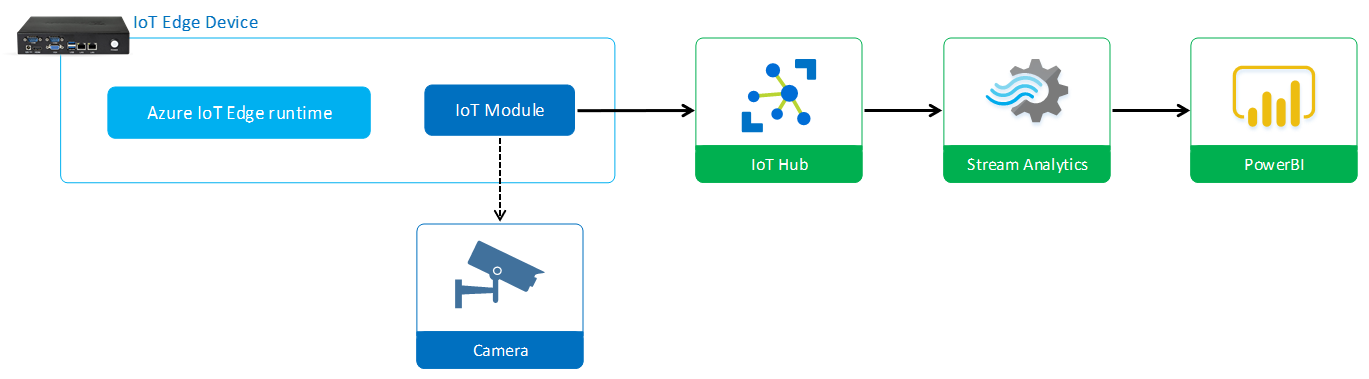 IoT Edge Device
Azure IoT Edge runtime
IoT Module
IoT Hub
Stream Analytics
PowerBI
Camera